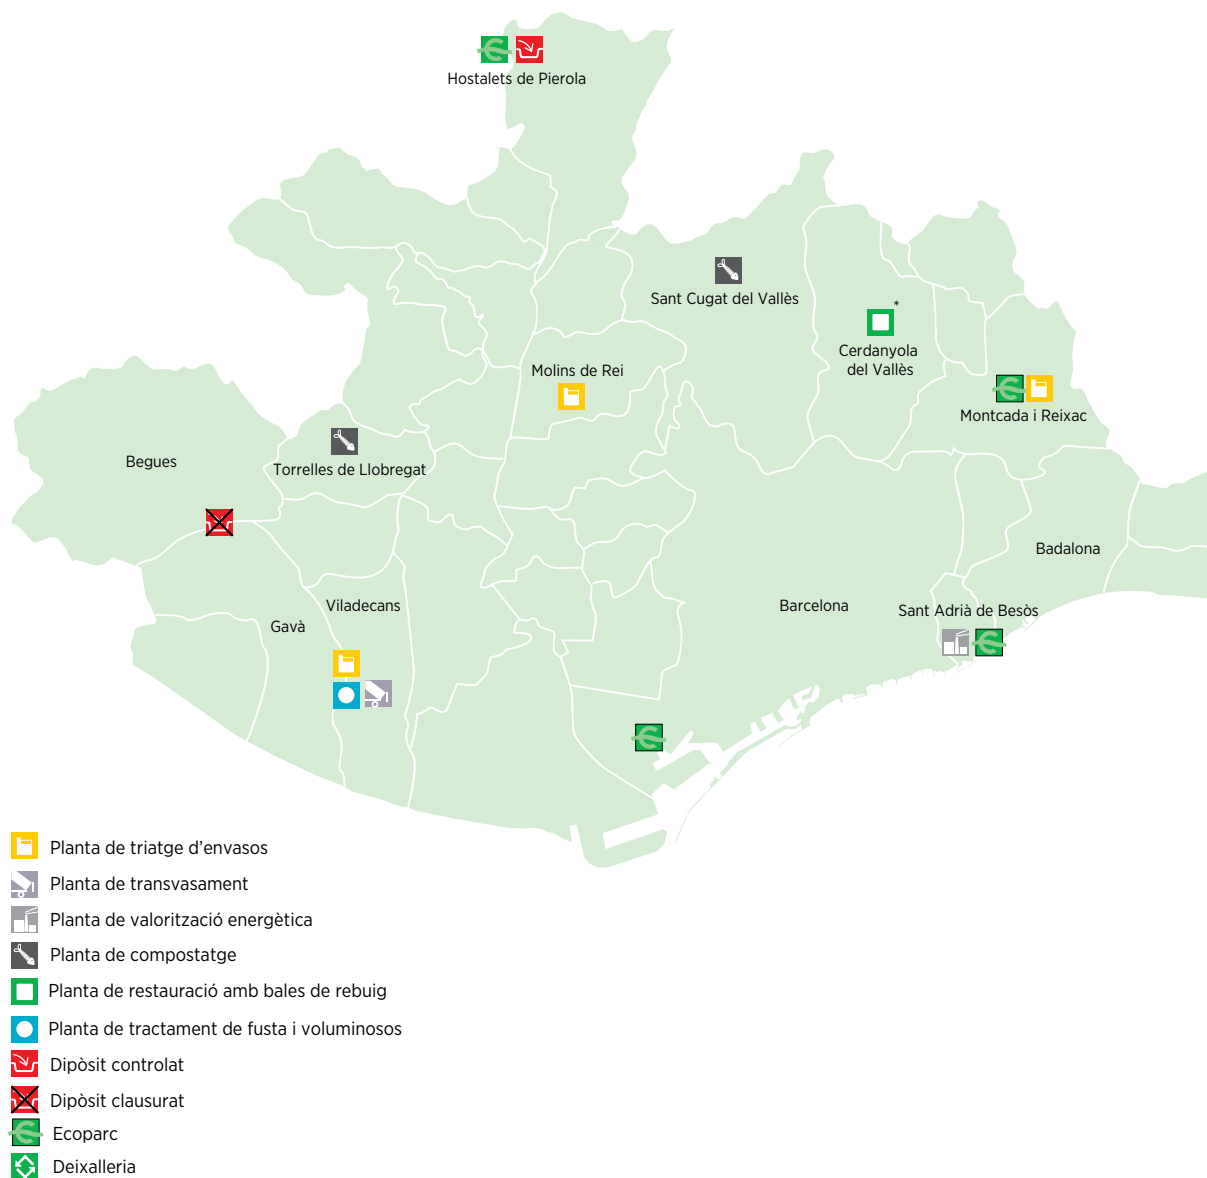 Hostalets de Pierola
Sant Cugat del Vallès
*
Cerdanyola
del Vallès
Molins de Rei
Montcada i Reixac
Begues
Torrelles de Llobregat
Badalona
Viladecans
Barcelona
Sant Adrià de Besòs
Gavà
Planta de triatge d’envasos
Planta de transvasament
Planta de valorització energètica
Planta de compostatge
Planta de restauració amb bales de rebuig
Planta de tractament de fusta i voluminosos
Dipòsit controlat
Dipòsit clausurat
Ecoparc
Deixalleria